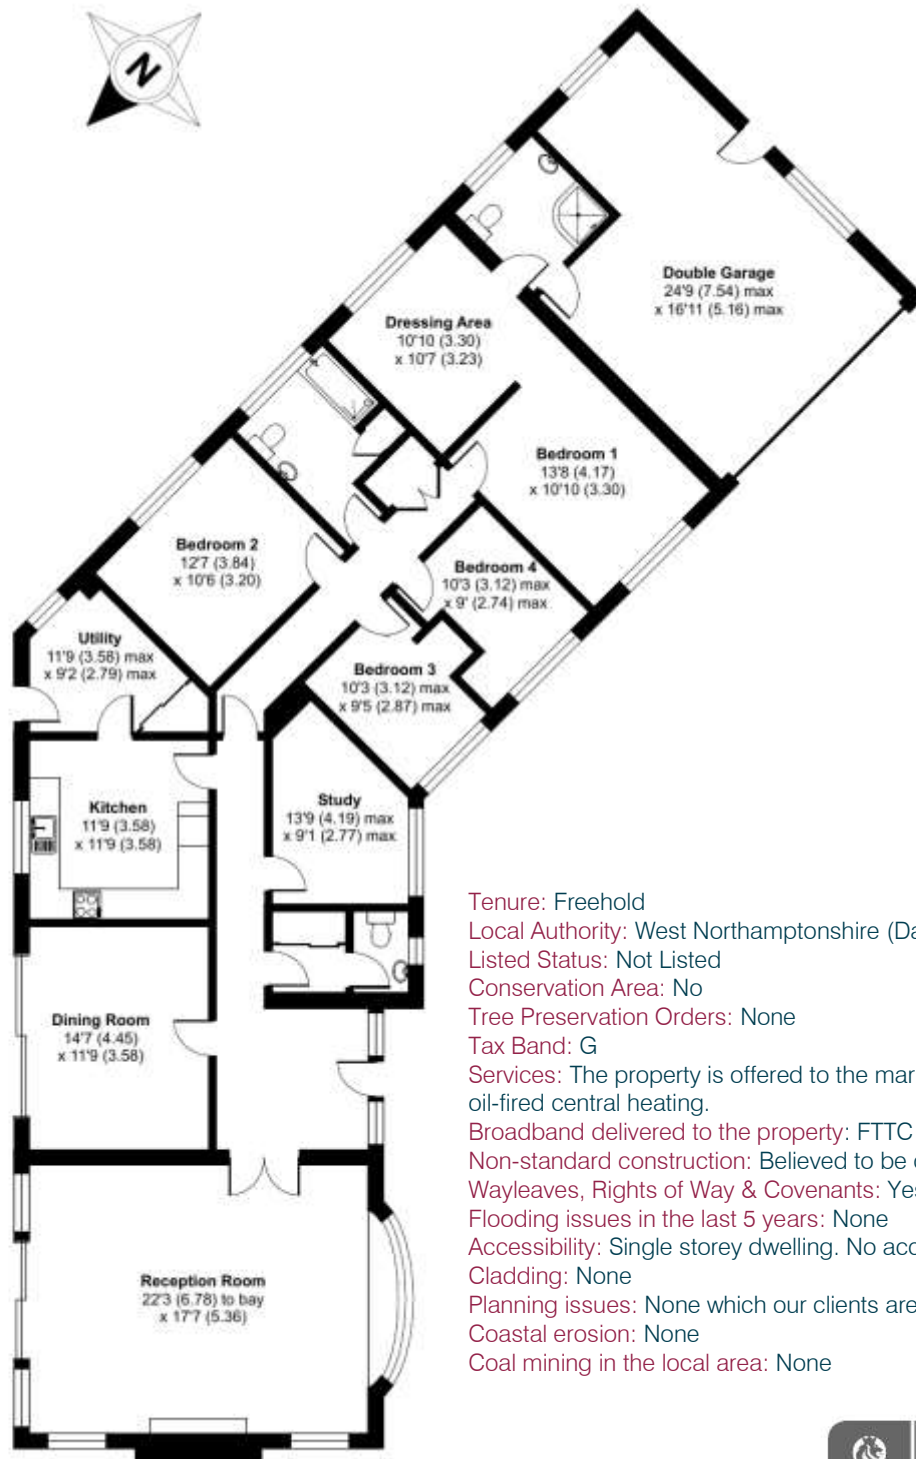 N
Double Garage
24'9 (7.54) max
x 16'11 (5.16) max
Dressing Area
10'10 (3.30)
x 10'7 (3.23)
Bedroom 1
13'8 (4.17)
x 10'10 (3.30)
Bedroom 2
12'7 (3.84)
x 10'6 (3.20)
Bedroom 4
10'3 (3.12) max
x 9' (2.74) max
Utility
11'9 (3.58) max
x 9'2 (2.79) max
Bedroom 3
10'3 (3.12) max
x 9'5 (2.87) max
Kitchen
11'9 (3.58)
x 11'9 (3.58)
Study
13'9 (4.19) max
x 9'1 (2.77) max
Dining Room
14'7 (4.45)
x 11'9 (3.58)
Reception Room
22'3 (6.78) to bay
x 17'7 (5.36)
Tenure: Freehold
Local Authority: West Northamptonshire (Da
Listed Status: Not Listed
Conservation Area: No
Tree Preservation Orders: None
Tax Band: G
Services: The property is offered to the mar
oil-fired central heating.
Broadband delivered to the property: FTTC
Non-standard construction: Believed to be
Wayleaves, Rights of Way & Covenants: Yes
Flooding issues in the last 5 years: None
Accessibility: Single storey dwelling. No acc
Cladding: None
Planning issues: None which our clients are
Coastal erosion: None
Coal mining in the local area: None